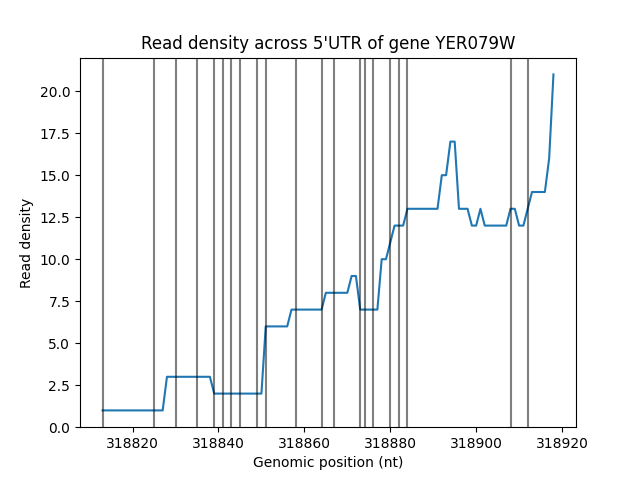 Read density across 5'UTR of gene YER079W
20.0
17.5
15.0
12.5
10.0
7.5
5.0
2.5
0.0
Read density
318820 318840 318860 318880 318900 318920
Genomic position (nt)